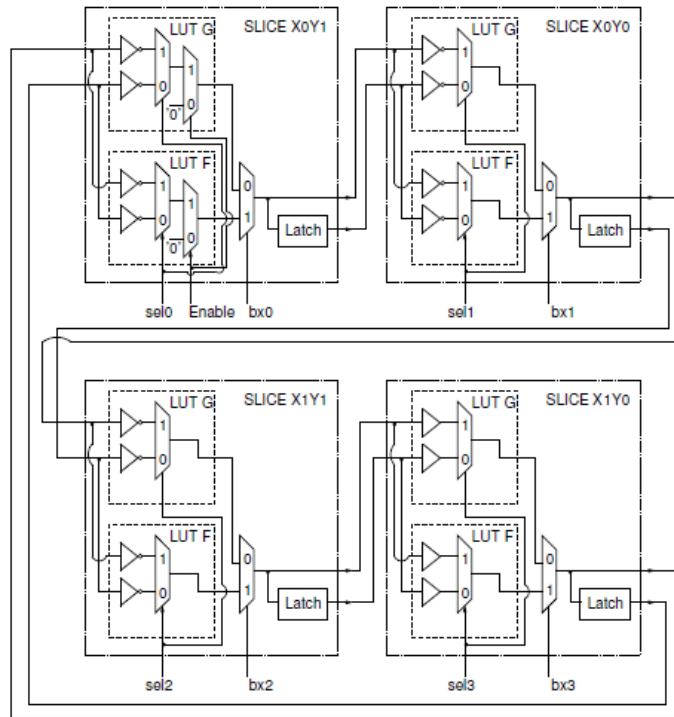 LUT G SLICE X0Y1
1
1
0
"0" 0
LUT F
1
1
0
"0" 0
0
1
Latch
sel0 Enable bx0
LUT G SLICE X0Y0
1
0
LUT F
1
0
0
1
Latch
sel1 bx1
LUT G SLICE X1Y1
1
0
LUT F
1
0
0
1
Latch
sel2 bx2
LUT G SLICE X1Y0
1
0
LUT F
1
0
0
1
Latch
sel3 bx3